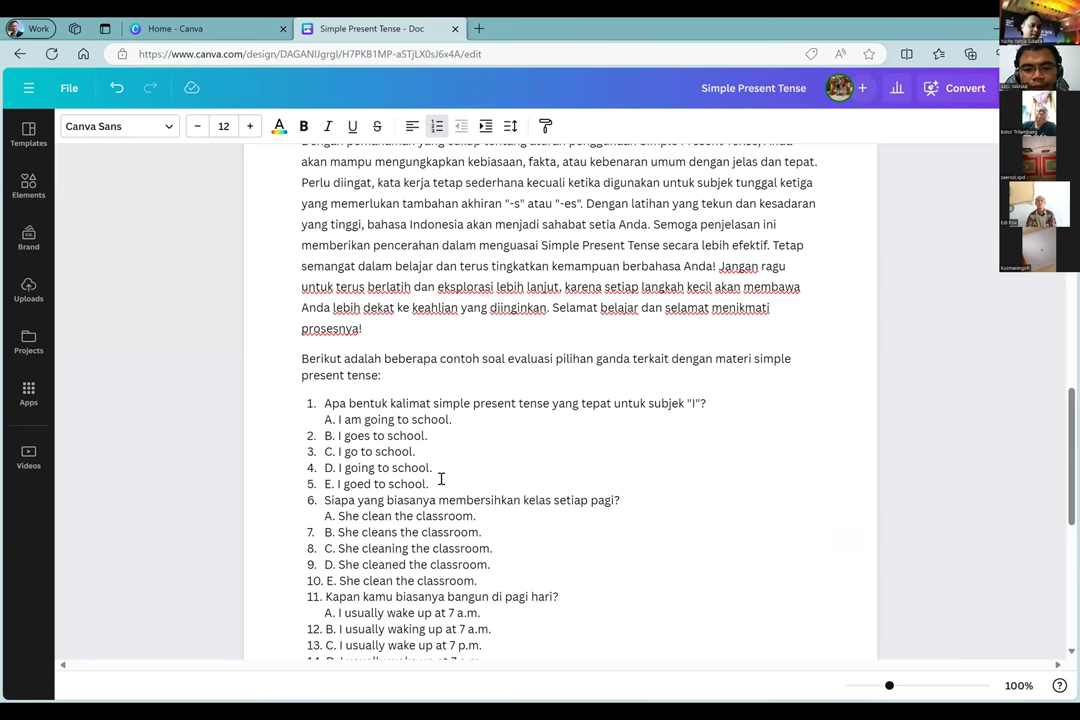 Work
Home - Canva
Simple Present Tense - Doc
https://www.canva.com/design/DAGANlJgrgI/H7PKB1MP-aSTjLX0sJ6x4A/edit
File
Simple Present Tense
Convert
Canva Sans
12
Templates
Elements
Brand
Uploads
Projects
Apps
Videos
akan mampu mengungkapkan kebiasaan, fakta, atau kebenaran umum dengan jelas dan tepat.
Perlu diingat, kata kerja tetap sederhana kecuali ketika digunakan untuk subjek tunggal ketiga
yang memerlukan tambahan akhiran "-s" atau "-es". Dengan latihan yang tekun dan kesadaran
yang tinggi, bahasa Indonesia akan menjadi sahabat setia Anda. Semoga penjelasan ini
memberikan pencerahan dalam menguasai Simple Present Tense secara lebih efektif. Tetap
semangat dalam belajar dan terus tingkatkan kemampuan berbahasa Anda! Jangan ragu
untuk terus berlatih dan eksplorasi lebih lanjut, karena setiap langkah kecil akan membawa
Anda lebih dekat ke keahlian yang diinginkan. Selamat belajar dan selamat menikmati
prosesnya!
Berikut adalah beberapa contoh soal evaluasi pilihan ganda terkait dengan materi simple
present tense:
1. Apa bentuk kalimat simple present tense yang tepat untuk subjek "I"?
A. I am going to school.
2. B. I goes to school.
3. C. I go to school.
4. D. I going to school.
5. E. I goed to school.
6. Siapa yang biasanya membersihkan kelas setiap pagi?
A. She clean the classroom.
7. B. She cleans the classroom.
8. C. She cleaning the classroom.
9. D. She cleaned the classroom.
10. E. She clean the classroom.
11. Kapan kamu biasanya bangun di pagi hari?
A. I usually wake up at 7 a.m.
12. B. I usually waking up at 7 a.m.
13. C. I usually wake up at 7 p.m.
100%